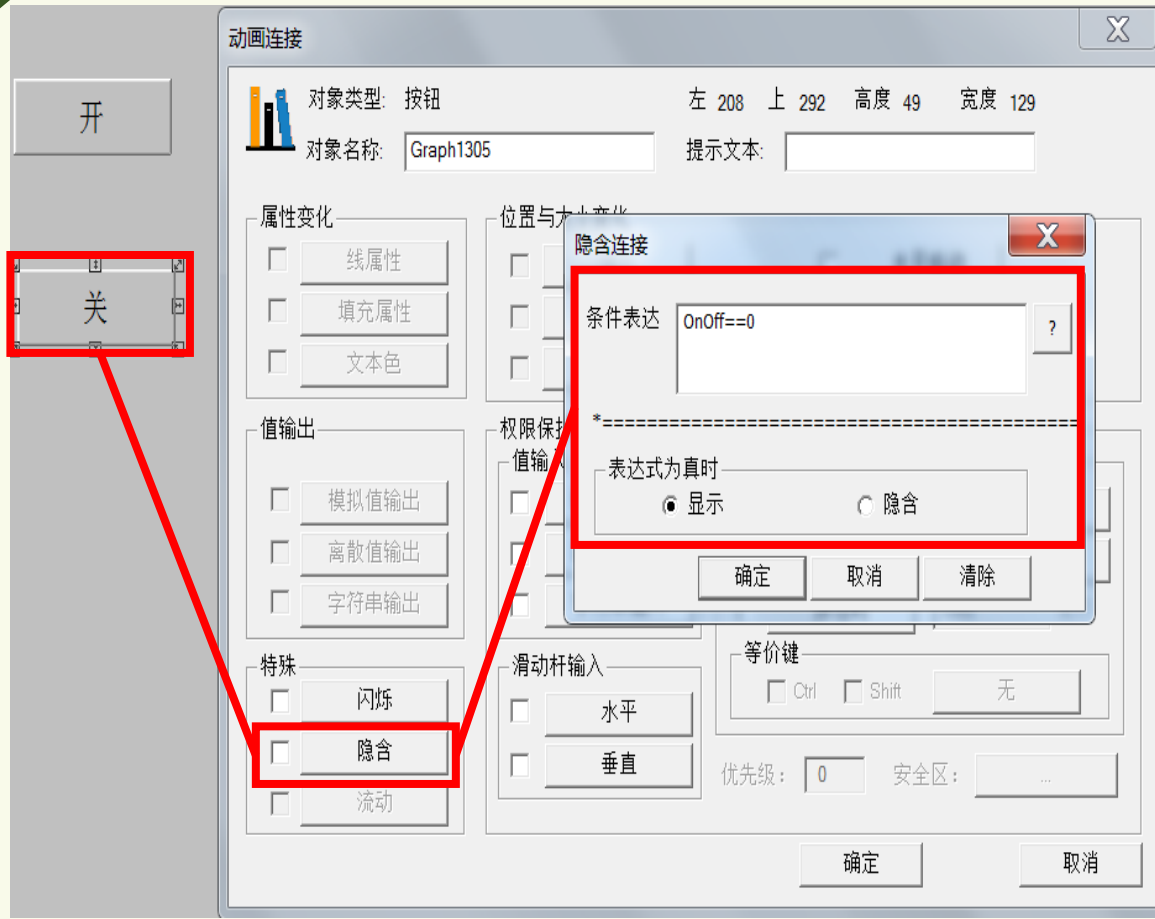 动画连接
X
开
对象类型: 按钮
左 208 上 292 高度 49 宽度 129
对象名称: Graph1305
提示文本:
属性变化
位置与大小变化
线属性
填充属性
文本色
隐含连接
X
条件表达
OnOff==0
?
*==========================================
表达式为真时
显示
隐含
确定
取消
清除
关
值输出
权限保护
值输入
模拟值输出
离散值输出
字符串输出
特殊
滑动杆输入
等价键
闪烁
水平
Ctrl
Shift
无
隐含
垂直
优先级: 0
安全区: ...
流动
确定
取消